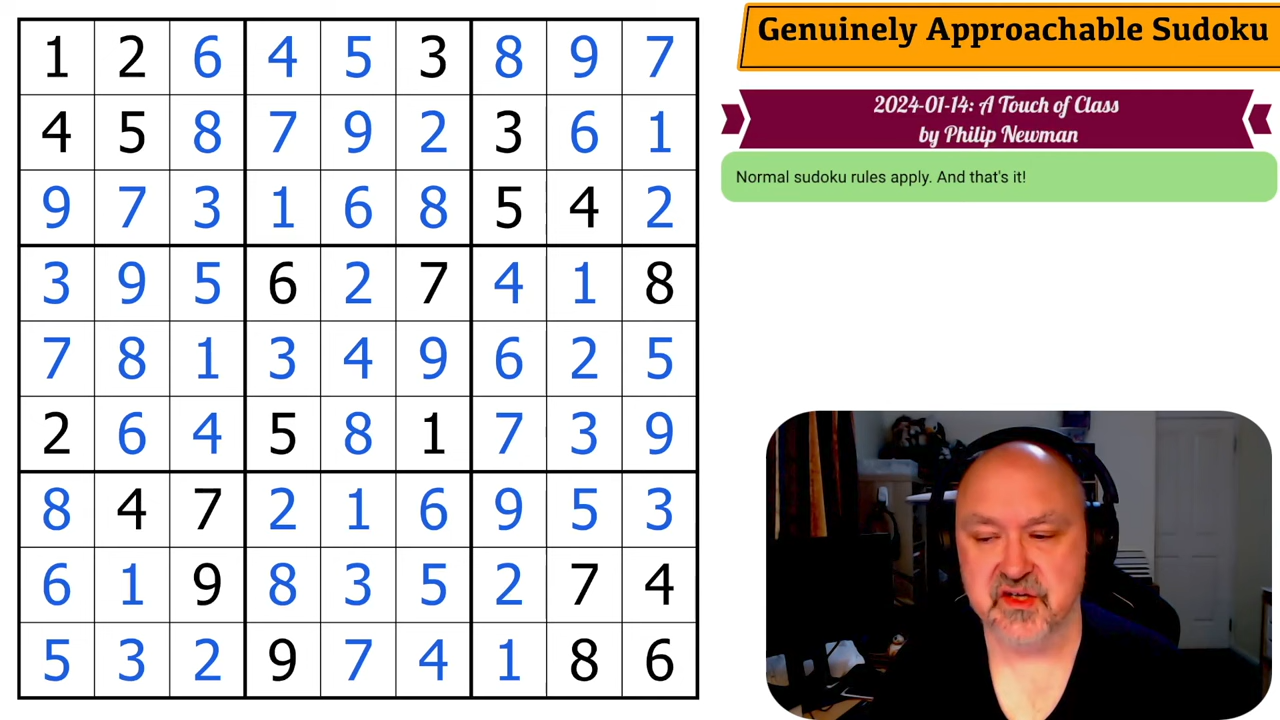 Genuinely Approachable Sudoku
2024-01-14: A Touch of Class
by Philip Newman
Normal sudoku rules apply. And that's it!
1 2 6 4 5 3 8 9 7
4 5 8 7 9 2 3 6 1
9 7 3 1 6 8 5 4 2
3 9 5 6 2 7 4 1 8
7 8 1 3 4 9 6 2 5
2 6 4 5 8 1 7 3 9
8 4 7 2 1 6 9 5 3
6 1 9 8 3 5 2 7 4
5 3 2 9 7 4 1 8 6